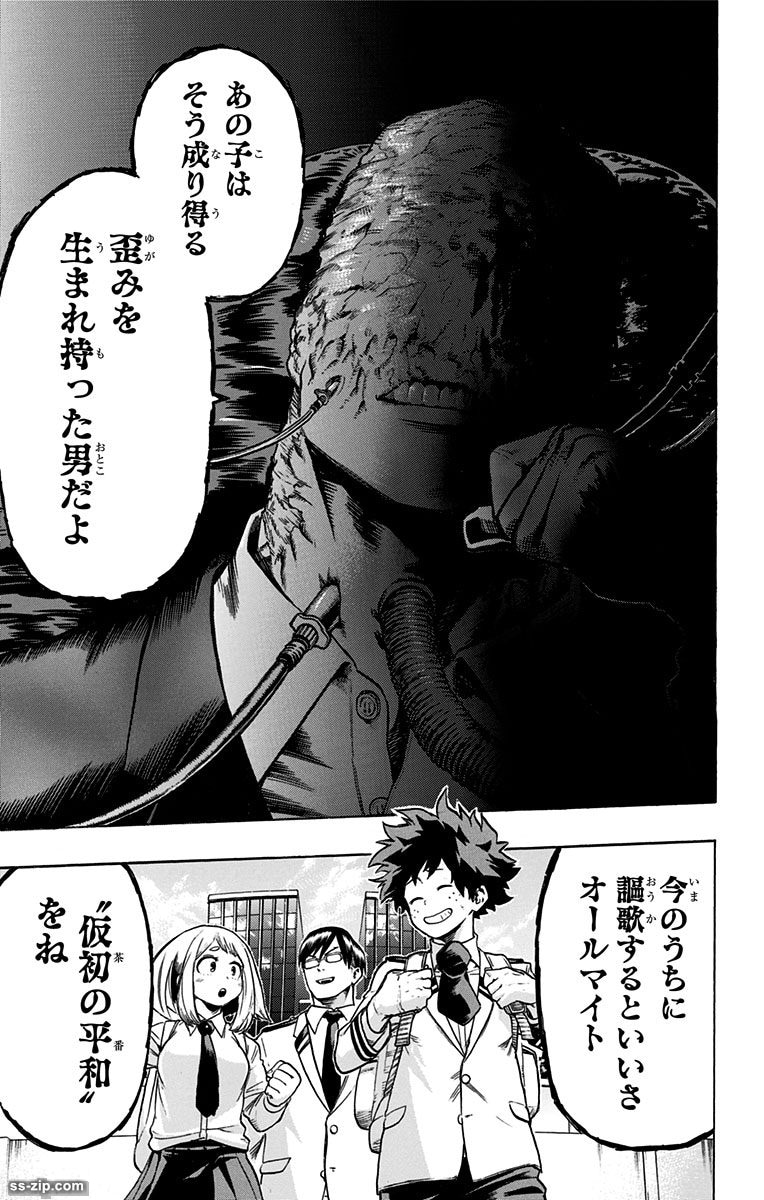 あの子は
そう成り得る
歪みを
生まれ持った男だよ
今のうちに
謳歌するといいさ
オールマイト
〝仮初の平和〟
をね
ss-zip.com